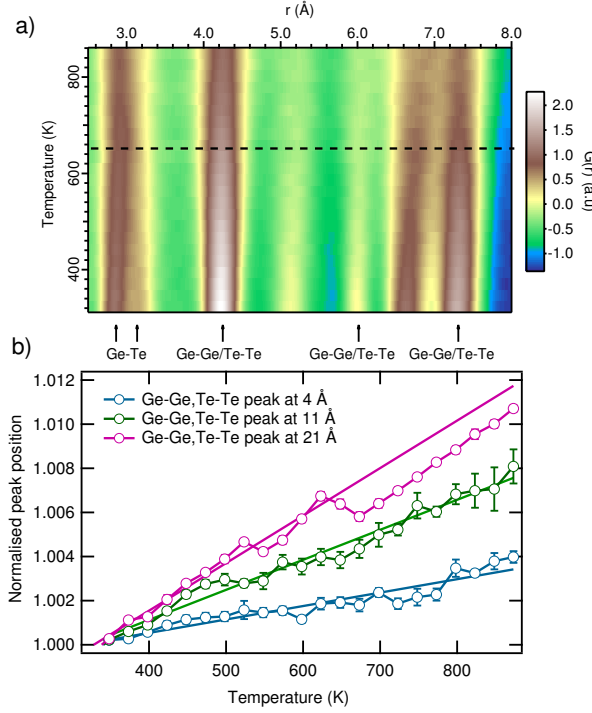 a)
r (Å)
3.0 4.0 5.0 6.0 7.0 8.0
Temperature (K)
800
600
400
2.0
1.5
1.0
0.5
0.0
-0.5
-1.0
G(r) (a.u)
Ge-Te Ge-Ge/Te-Te Ge-Ge/Te-Te Ge-Ge/Te-Te
b)
Normalised peak position
1.012
1.010
1.008
1.006
1.004
1.002
1.000
Ge-Ge,Te-Te peak at 4 Å
Ge-Ge,Te-Te peak at 11 Å
Ge-Ge,Te-Te peak at 21 Å
400 500 600 700 800
Temperature (K)